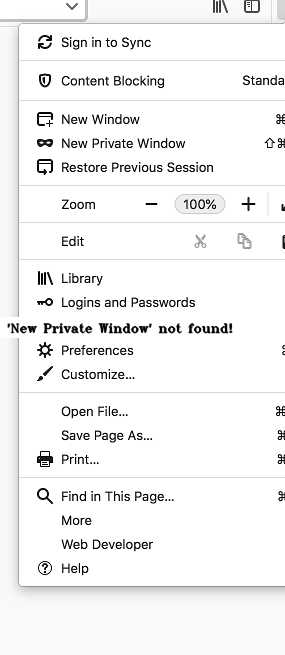 Sign in to Sync
Content Blocking Standa
New Window ⌘
New Private Window ⇧⌘
Restore Previous Session
Zoom − 100% +
Edit
Library
Logins and Passwords
'New Private Window' not found!
Preferences
Customize...
Open File... ⌘
Save Page As... ⌘
Print... ⌘
Find in This Page... ⌘
More
Web Developer
Help